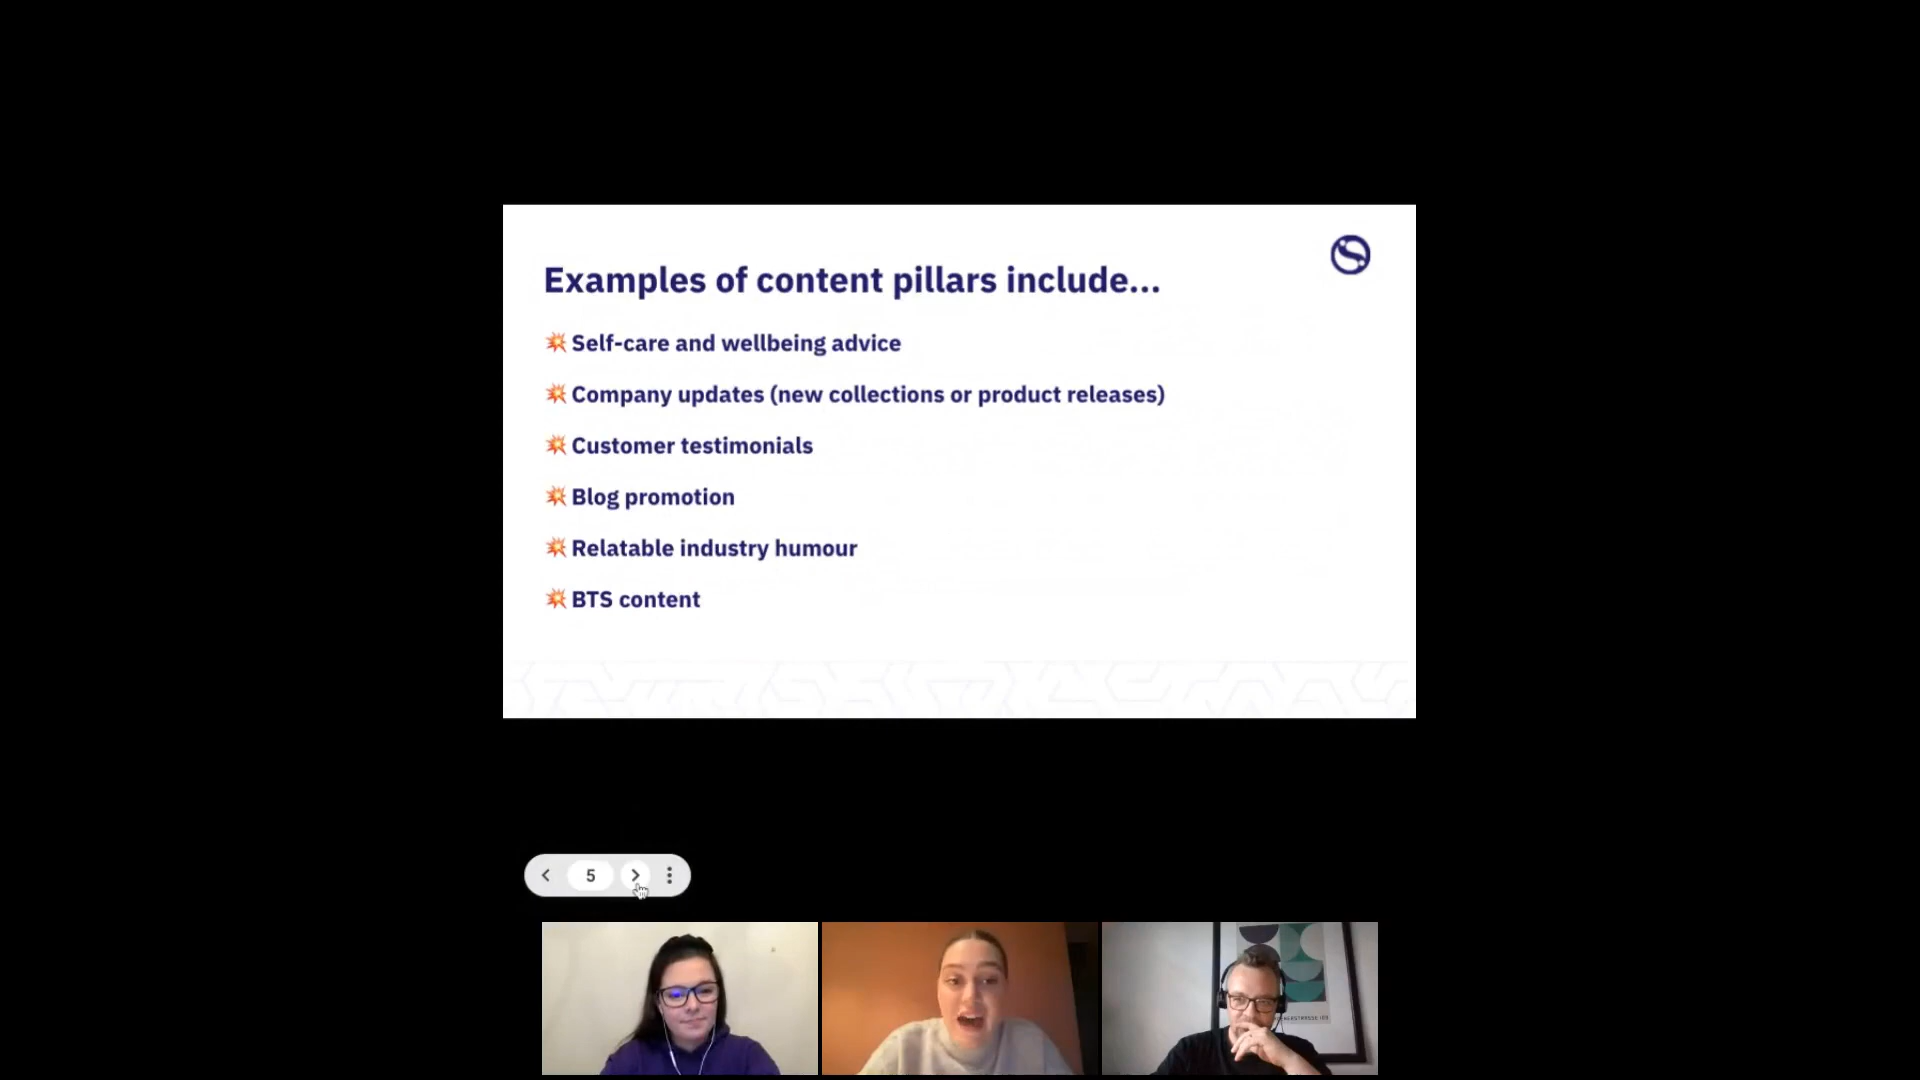 Examples of content pillars include...
💥 Self-care and wellbeing advice
💥 Company updates (new collections or product releases)
💥 Customer testimonials
💥 Blog promotion
💥 Relatable industry humour
💥 BTS content
5